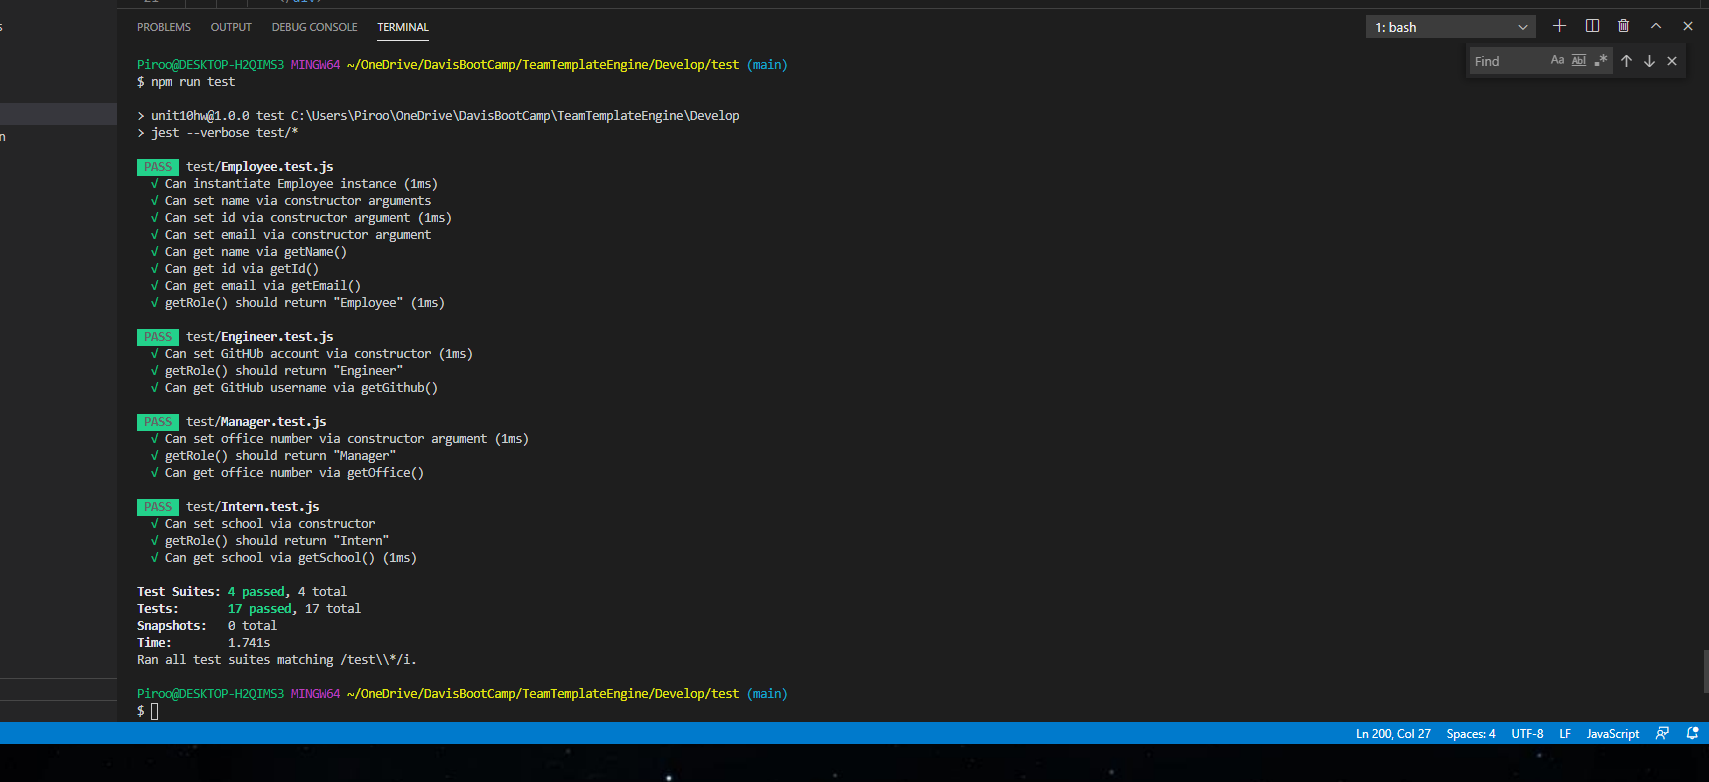 PROBLEMS OUTPUT DEBUG CONSOLE TERMINAL 1: bash
Find Aa Abl .*
Piroo@DESKTOP-H2QIMS3 MINGW64 ~/OneDrive/DavisBootCamp/TeamTemplateEngine/Develop/test (main)
$ npm run test
> unit10hw@1.0.0 test C:\Users\Piroo\OneDrive\DavisBootCamp\TeamTemplateEngine\Develop
> jest --verbose test/*
PASS test/Employee.test.js
√ Can instantiate Employee instance (1ms)
√ Can set name via constructor arguments
√ Can set id via constructor argument (1ms)
√ Can set email via constructor argument
√ Can get name via getName()
√ Can get id via getId()
√ Can get email via getEmail()
√ getRole() should return "Employee" (1ms)
PASS test/Engineer.test.js
√ Can set GitHUb account via constructor (1ms)
√ getRole() should return "Engineer"
√ Can get GitHub username via getGithub()
PASS test/Manager.test.js
√ Can set office number via constructor argument (1ms)
√ getRole() should return "Manager"
√ Can get office number via getOffice()
PASS test/Intern.test.js
√ Can set school via constructor
√ getRole() should return "Intern"
√ Can get school via getSchool() (1ms)
Test Suites: 4 passed, 4 total
Tests: 17 passed, 17 total
Snapshots: 0 total
Time: 1.741s
Ran all test suites matching /test\\*/i.
Piroo@DESKTOP-H2QIMS3 MINGW64 ~/OneDrive/DavisBootCamp/TeamTemplateEngine/Develop/test (main)
$
Ln 200, Col 27 Spaces: 4 UTF-8 LF JavaScript